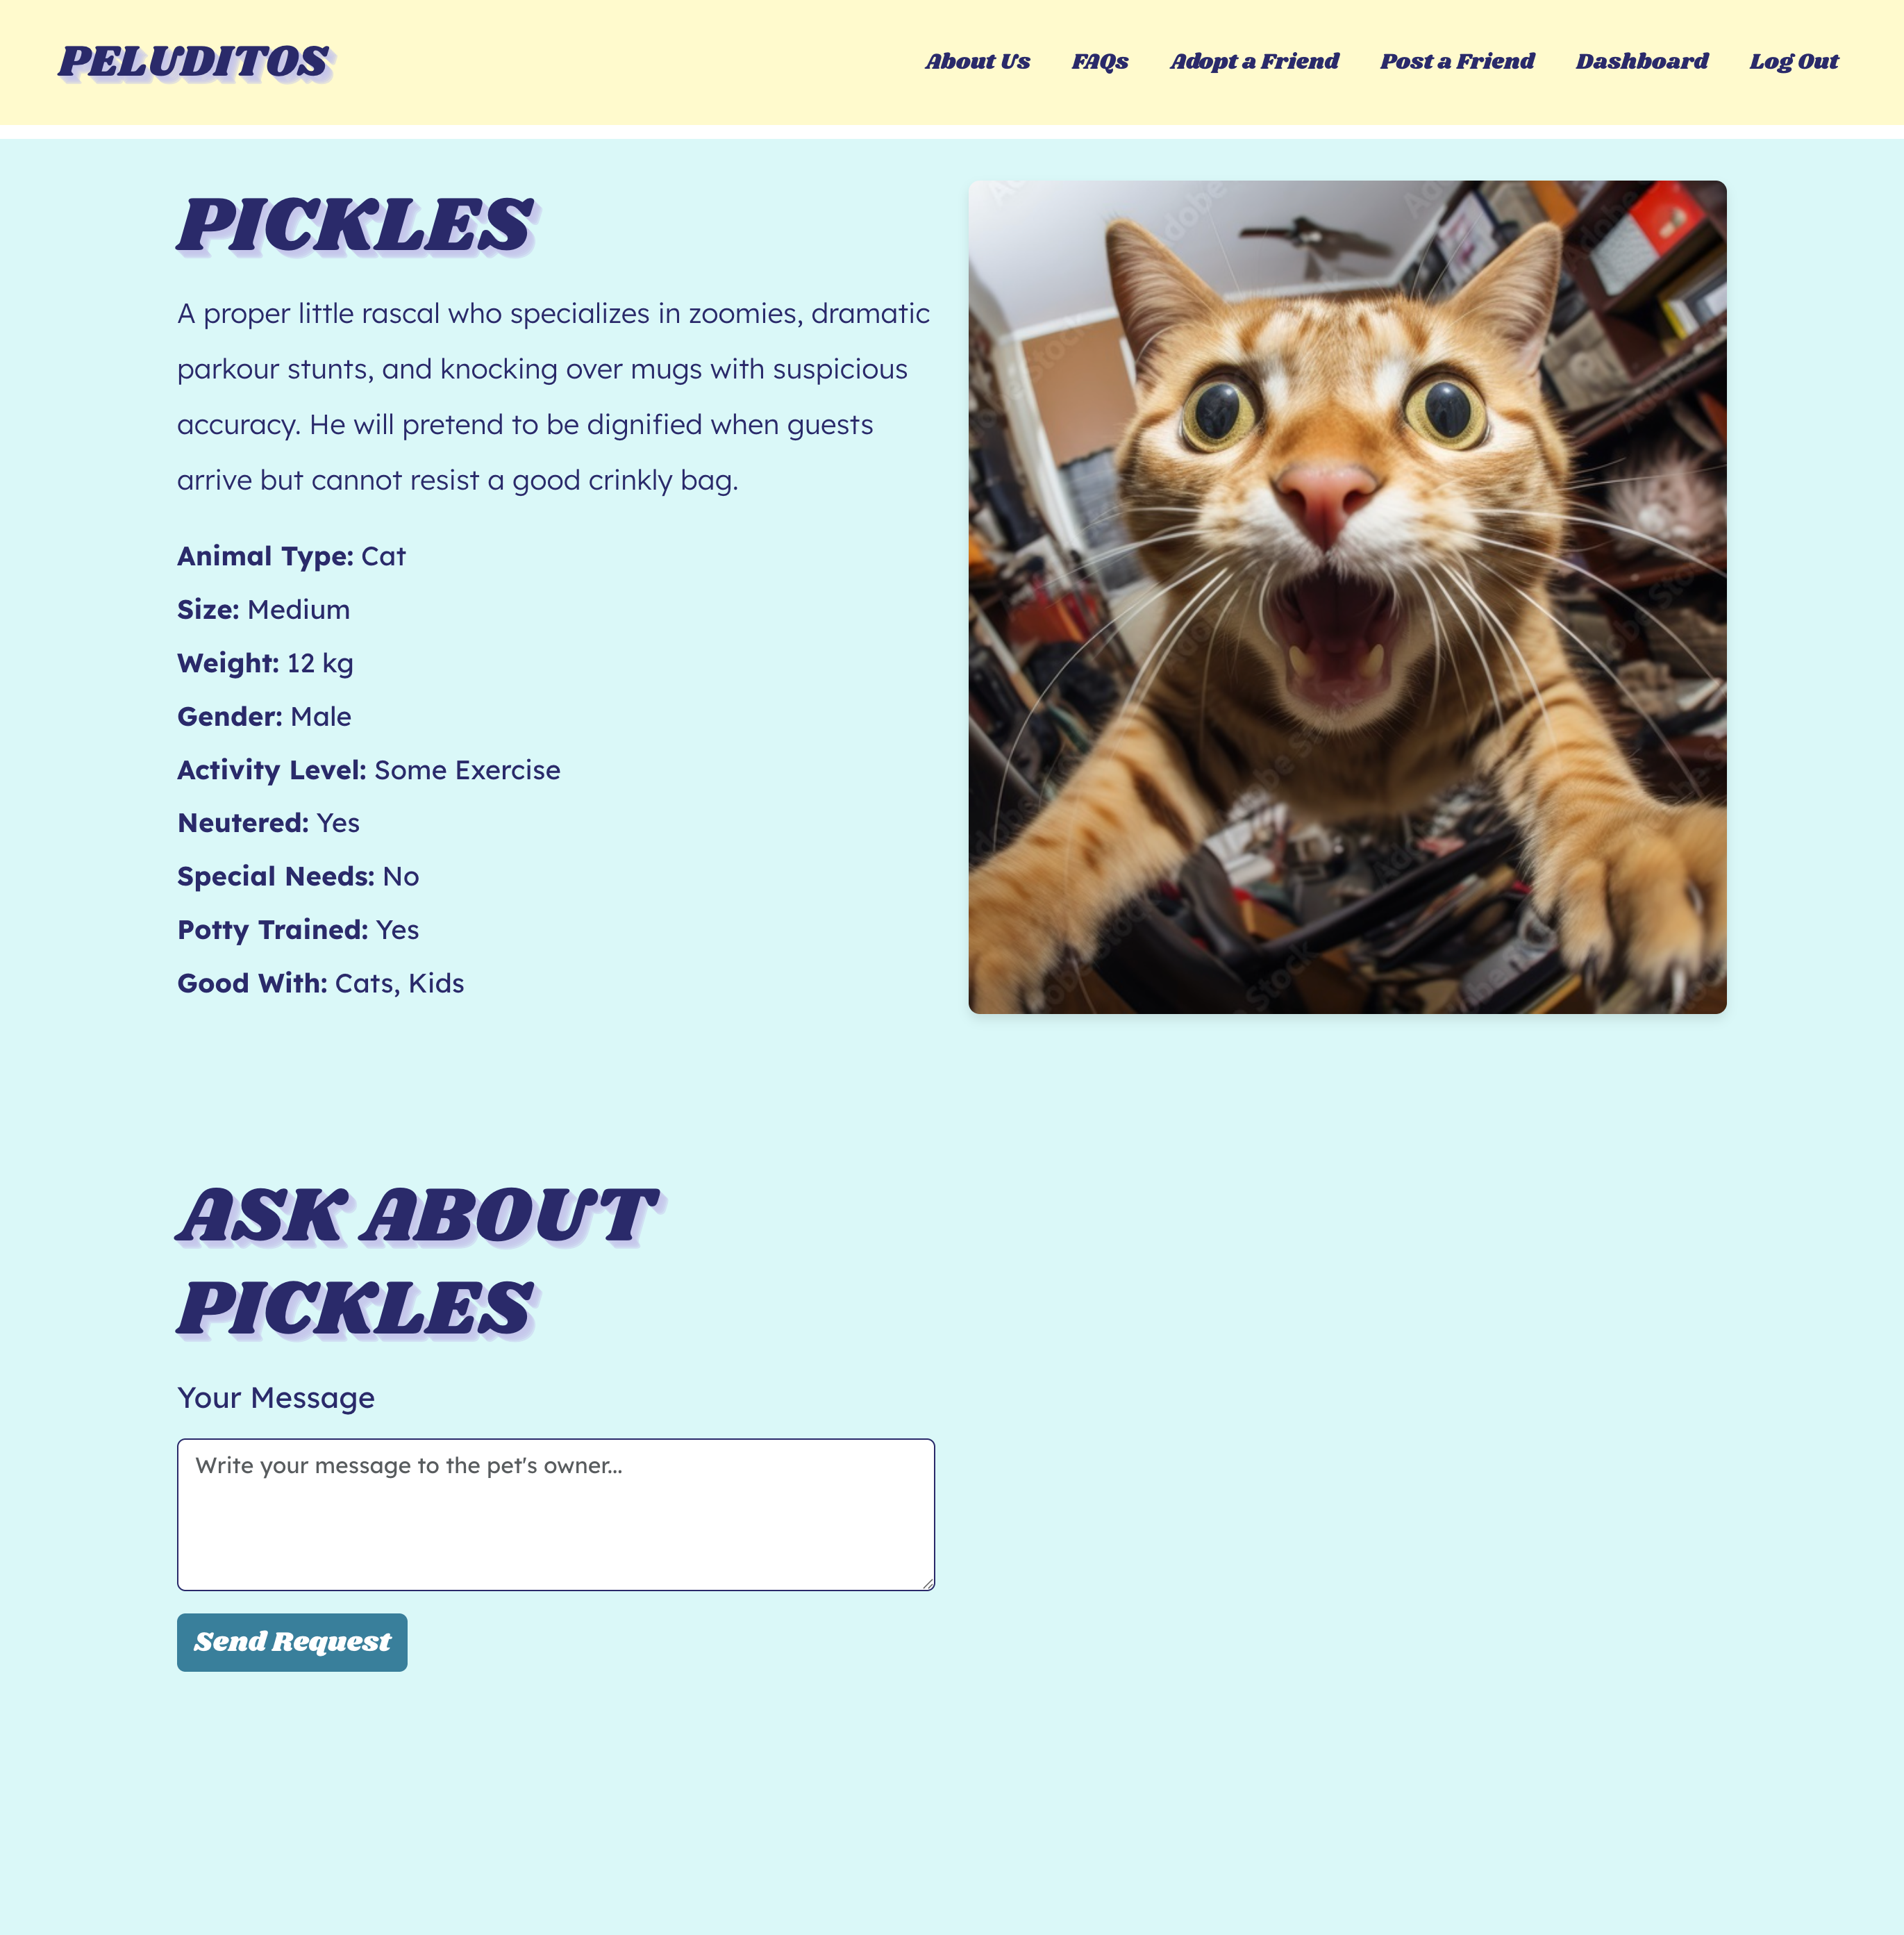 PELUDITOS
About Us FAQs Adopt a Friend Post a Friend Dashboard Log Out
PICKLES
A proper little rascal who specializes in zoomies, dramatic
parkour stunts, and knocking over mugs with suspicious
accuracy. He will pretend to be dignified when guests
arrive but cannot resist a good crinkly bag.
Animal Type: Cat
Size: Medium
Weight: 12 kg
Gender: Male
Activity Level: Some Exercise
Neutered: Yes
Special Needs: No
Potty Trained: Yes
Good With: Cats, Kids
ASK ABOUT
PICKLES
Your Message
Write your message to the pet's owner...
Send Request